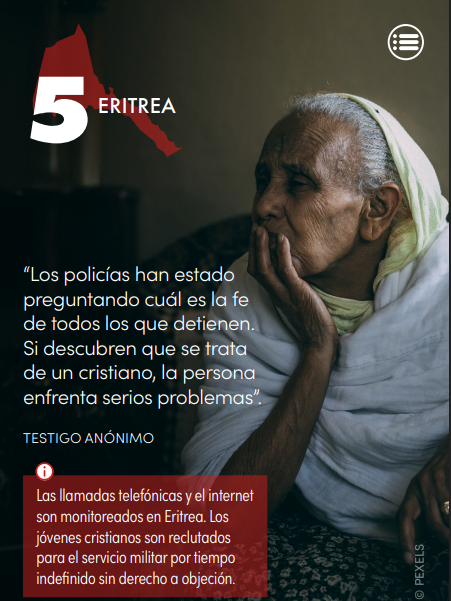 5
ERITREA
“Los policías han estado
preguntando cuál es la fe
de todos los que detienen.
Si descubren que se trata
de un cristiano, la persona
enfrenta serios problemas”.
TESTIGO ANÓNIMO
i
Las llamadas telefónicas y el internet
son monitoreados en Eritrea. Los
jóvenes cristianos son reclutados
para el servicio militar por tiempo
indefinido sin derecho a objeción.
© PEXELS